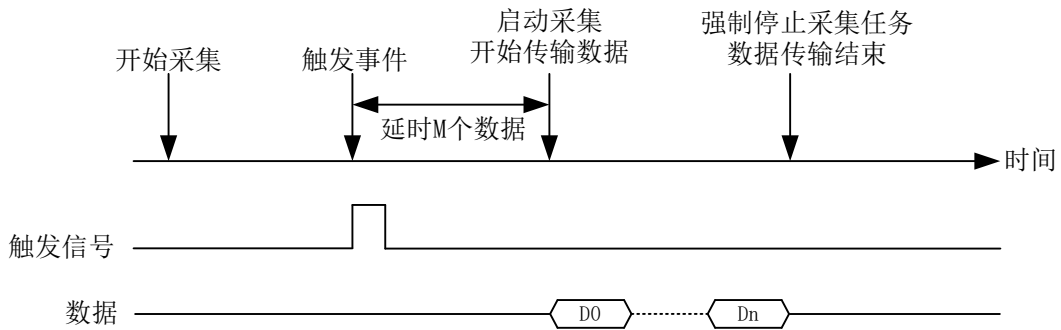 开始采集
触发事件
启动采集
开始传输数据
强制停止采集任务
数据传输结束
延时M个数据
时间
触发信号
数据
D0
Dn